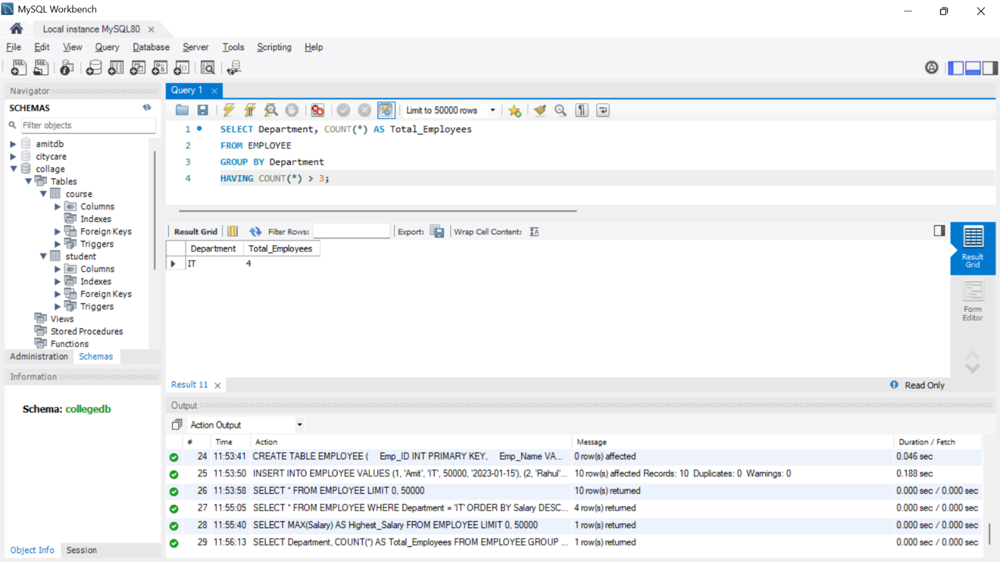 MySQL Workbench
Local instance MySQL80
File Edit View Query Database Server Tools Scripting Help
Navigator
SCHEMAS
Filter objects
amitdb
citycare
collage
Tables
course
Columns
Indexes
Foreign Keys
Triggers
student
Columns
Indexes
Foreign Keys
Triggers
Views
Stored Procedures
Functions
Administration Schemas
Information
Schema: collegedb
Object Info Session
Query 1
Limit to 50000 rows
1 SELECT Department, COUNT(*) AS Total_Employees
2 FROM EMPLOYEE
3 GROUP BY Department
4 HAVING COUNT(*) > 3;
Result Grid Filter Rows: Export: Wrap Cell Content:
Department Total_Employees
IT 4
Result
Grid
Form
Editor
Result 11 Read Only
Output
Action Output
# Time Action Message Duration / Fetch
24 11:53:41 CREATE TABLE EMPLOYEE ( Emp_ID INT PRIMARY KEY, Emp_Name VA... 0 row(s) affected 0.046 sec
25 11:53:50 INSERT INTO EMPLOYEE VALUES (1, 'Amit', 'IT', 50000, '2023-01-15'), (2, 'Rahul'... 10 row(s) affected Records: 10 Duplicates: 0 Warnings: 0 0.188 sec
26 11:53:58 SELECT * FROM EMPLOYEE LIMIT 0, 50000 10 row(s) returned 0.000 sec / 0.000 sec
27 11:55:05 SELECT * FROM EMPLOYEE WHERE Department = 'IT' ORDER BY Salary DESC... 4 row(s) returned 0.000 sec / 0.000 sec
28 11:55:40 SELECT MAX(Salary) AS Highest_Salary FROM EMPLOYEE LIMIT 0, 50000 1 row(s) returned 0.000 sec / 0.000 sec
29 11:56:13 SELECT Department, COUNT(*) AS Total_Employees FROM EMPLOYEE GROUP ... 1 row(s) returned 0.000 sec / 0.000 sec